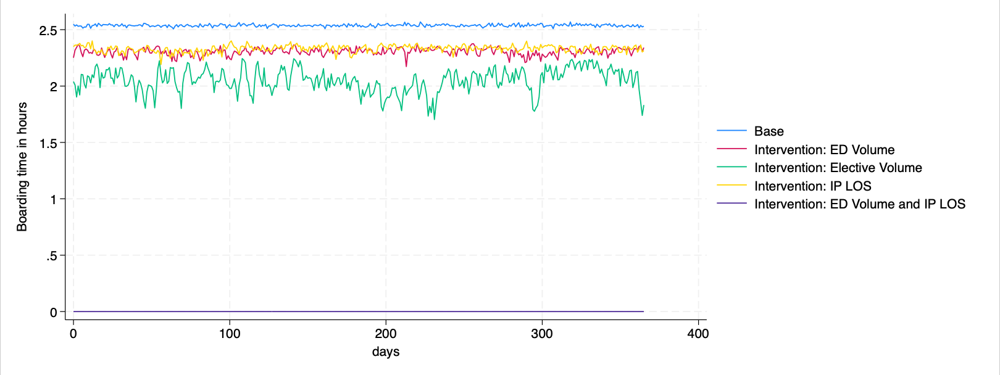 Boarding time in hours
2.5
2
1.5
1
.5
0
0 100 200 300 400
days
Base
Intervention: ED Volume
Intervention: Elective Volume
Intervention: IP LOS
Intervention: ED Volume and IP LOS